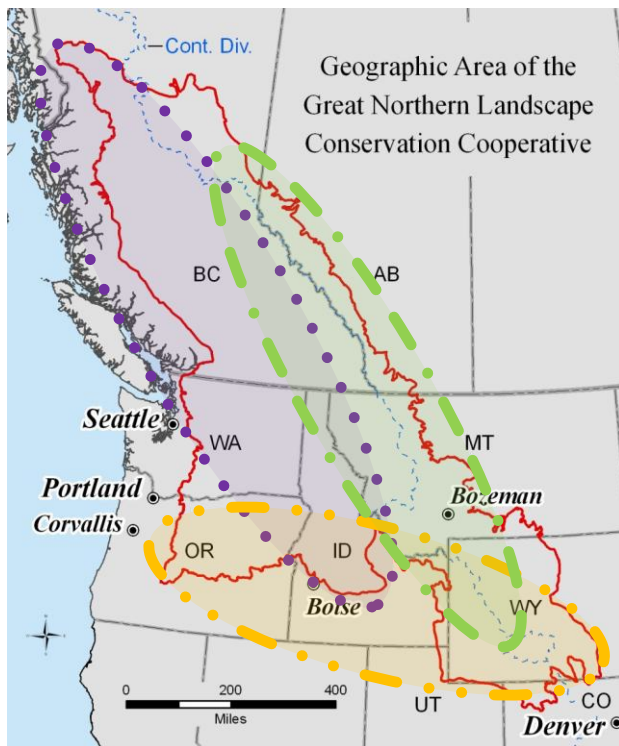 Cont. Div.
Geographic Area of the
Great Northern Landscape
Conservation Cooperative
BC
AB
Seattle
WA
MT
Portland
Bozeman
Corvallis
OR
ID
Boise
WY
0
200
400
Miles
UT
CO
Denver